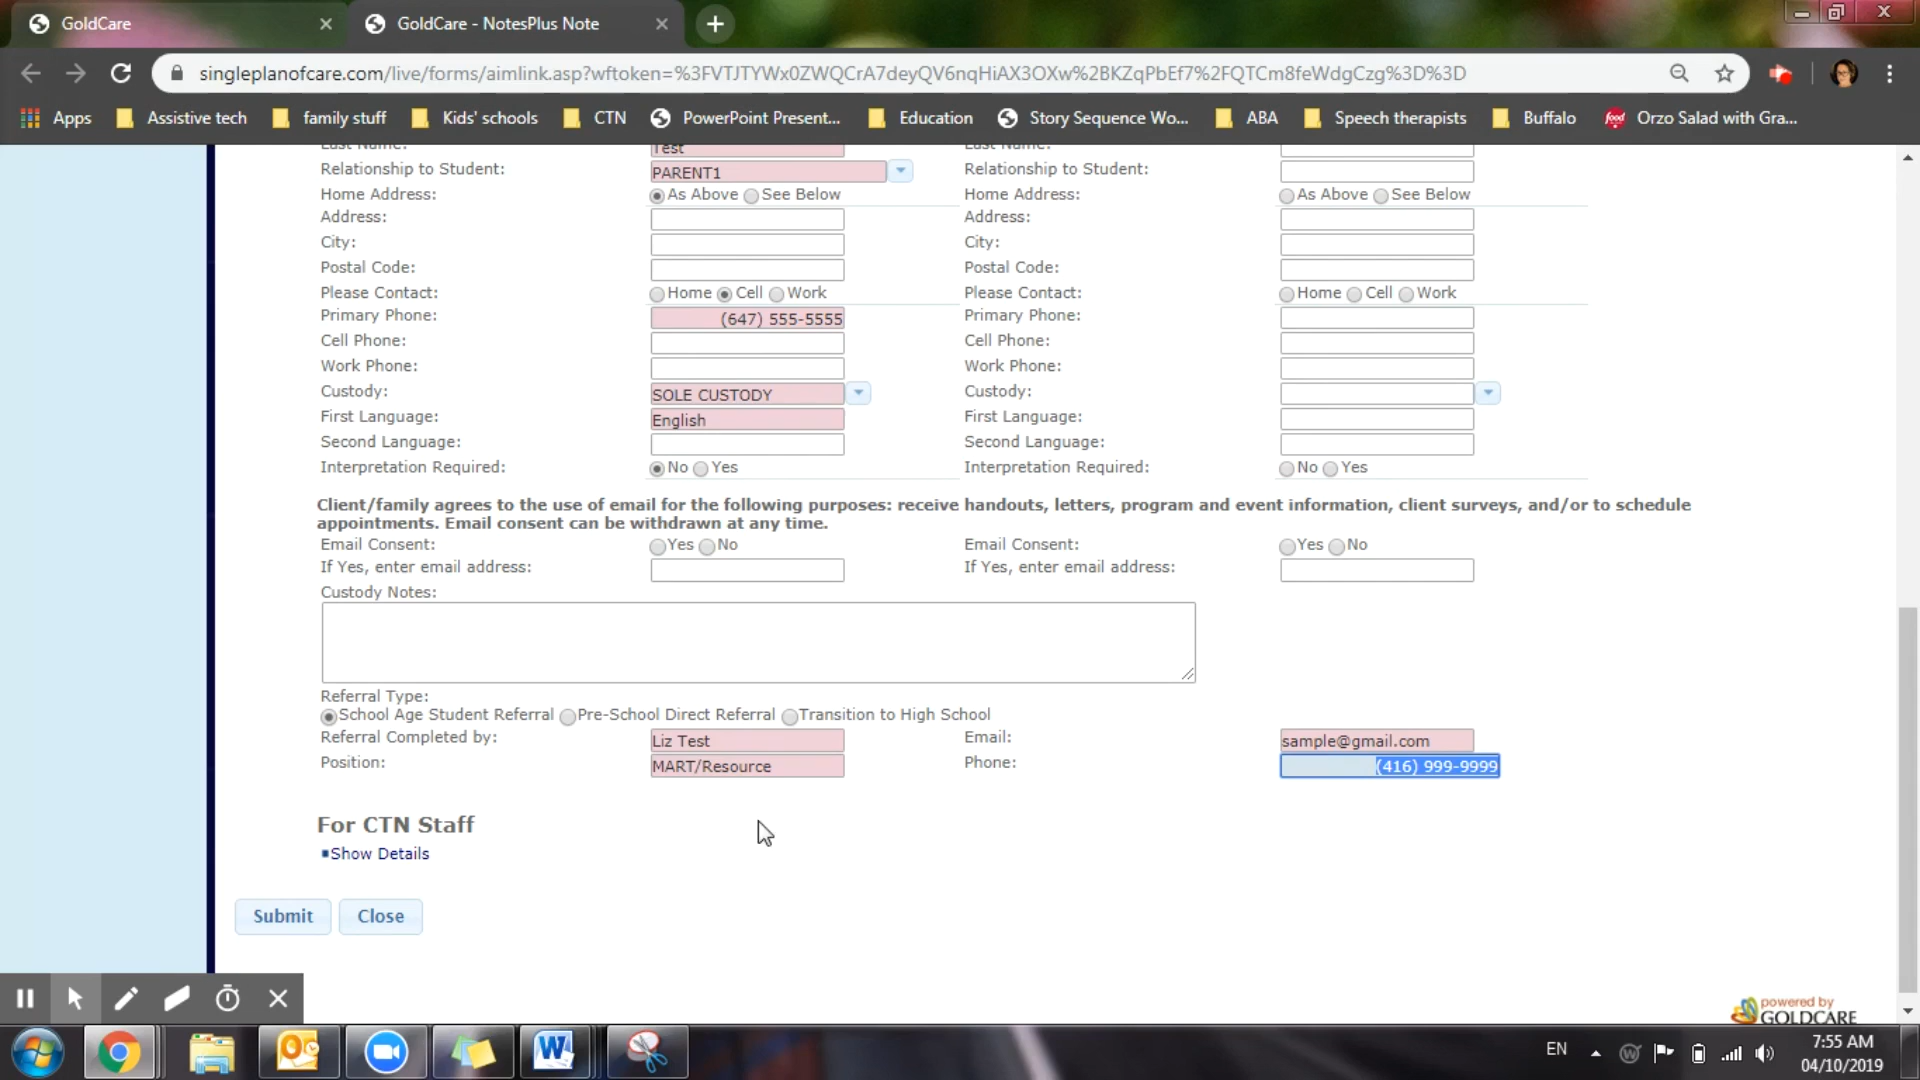 GoldCare
GoldCare - NotesPlus Note
singleplanofcare.com/live/forms/aimlink.asp?wftoken=%3FVTJTYWx0ZWQCrA7deyQV6nqHiAX3OXw%2BKZqPbEf7%2FQTCm8feWdgCzg%3D%3D
Apps Assistive tech family stuff Kids' schools CTN PowerPoint Present... Education Story Sequence Wo... ABA Speech therapists Buffalo food Orzo Salad with Gra...
Last Name: Test Last Name:
Relationship to Student: PARENT1 Relationship to Student:
Home Address: As Above See Below Home Address: As Above See Below
Address: Address:
City: City:
Postal Code: Postal Code:
Please Contact: Home Cell Work Please Contact: Home Cell Work
Primary Phone: (647) 555-5555 Primary Phone:
Cell Phone: Cell Phone:
Work Phone: Work Phone:
Custody: SOLE CUSTODY Custody:
First Language: English First Language:
Second Language: Second Language:
Interpretation Required: No Yes Interpretation Required: No Yes
Client/family agrees to the use of email for the following purposes: receive handouts, letters, program and event information, client surveys, and/or to schedule
appointments. Email consent can be withdrawn at any time.
Email Consent: Yes No Email Consent: Yes No
If Yes, enter email address: If Yes, enter email address:
Custody Notes:
Referral Type:
School Age Student Referral Pre-School Direct Referral Transition to High School
Referral Completed by: Liz Test Email: sample@gmail.com
Position: MART/Resource Phone: (416) 999-9999
For CTN Staff
Show Details
Submit Close
powered by
GOLDCARE
EN 7:55 AM
04/10/2019